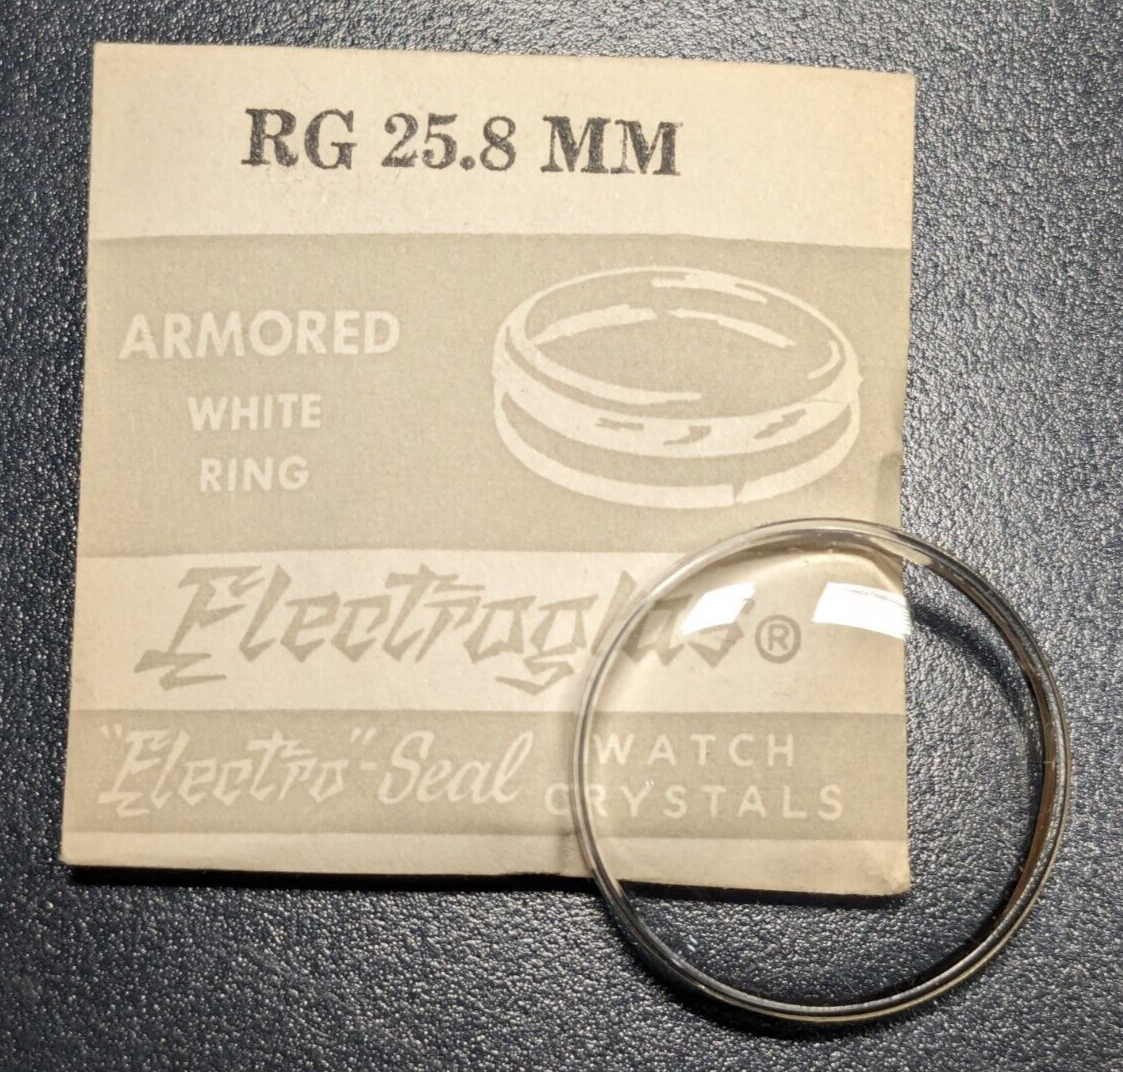 RG 25.8 MM
ARMORED
WHITE
RING
Electroglas®
"Electro"-Seal WATCH
CRYSTALS